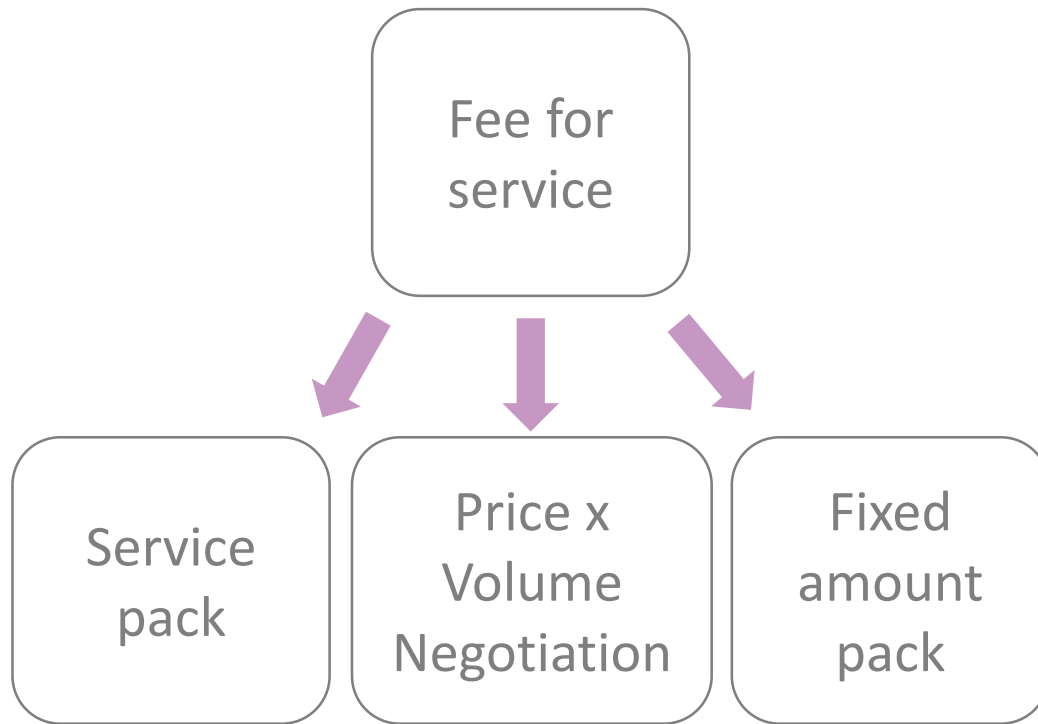 Fee for
service
Service
pack
Price x
Volume
Negotiation
Fixed
amount
pack